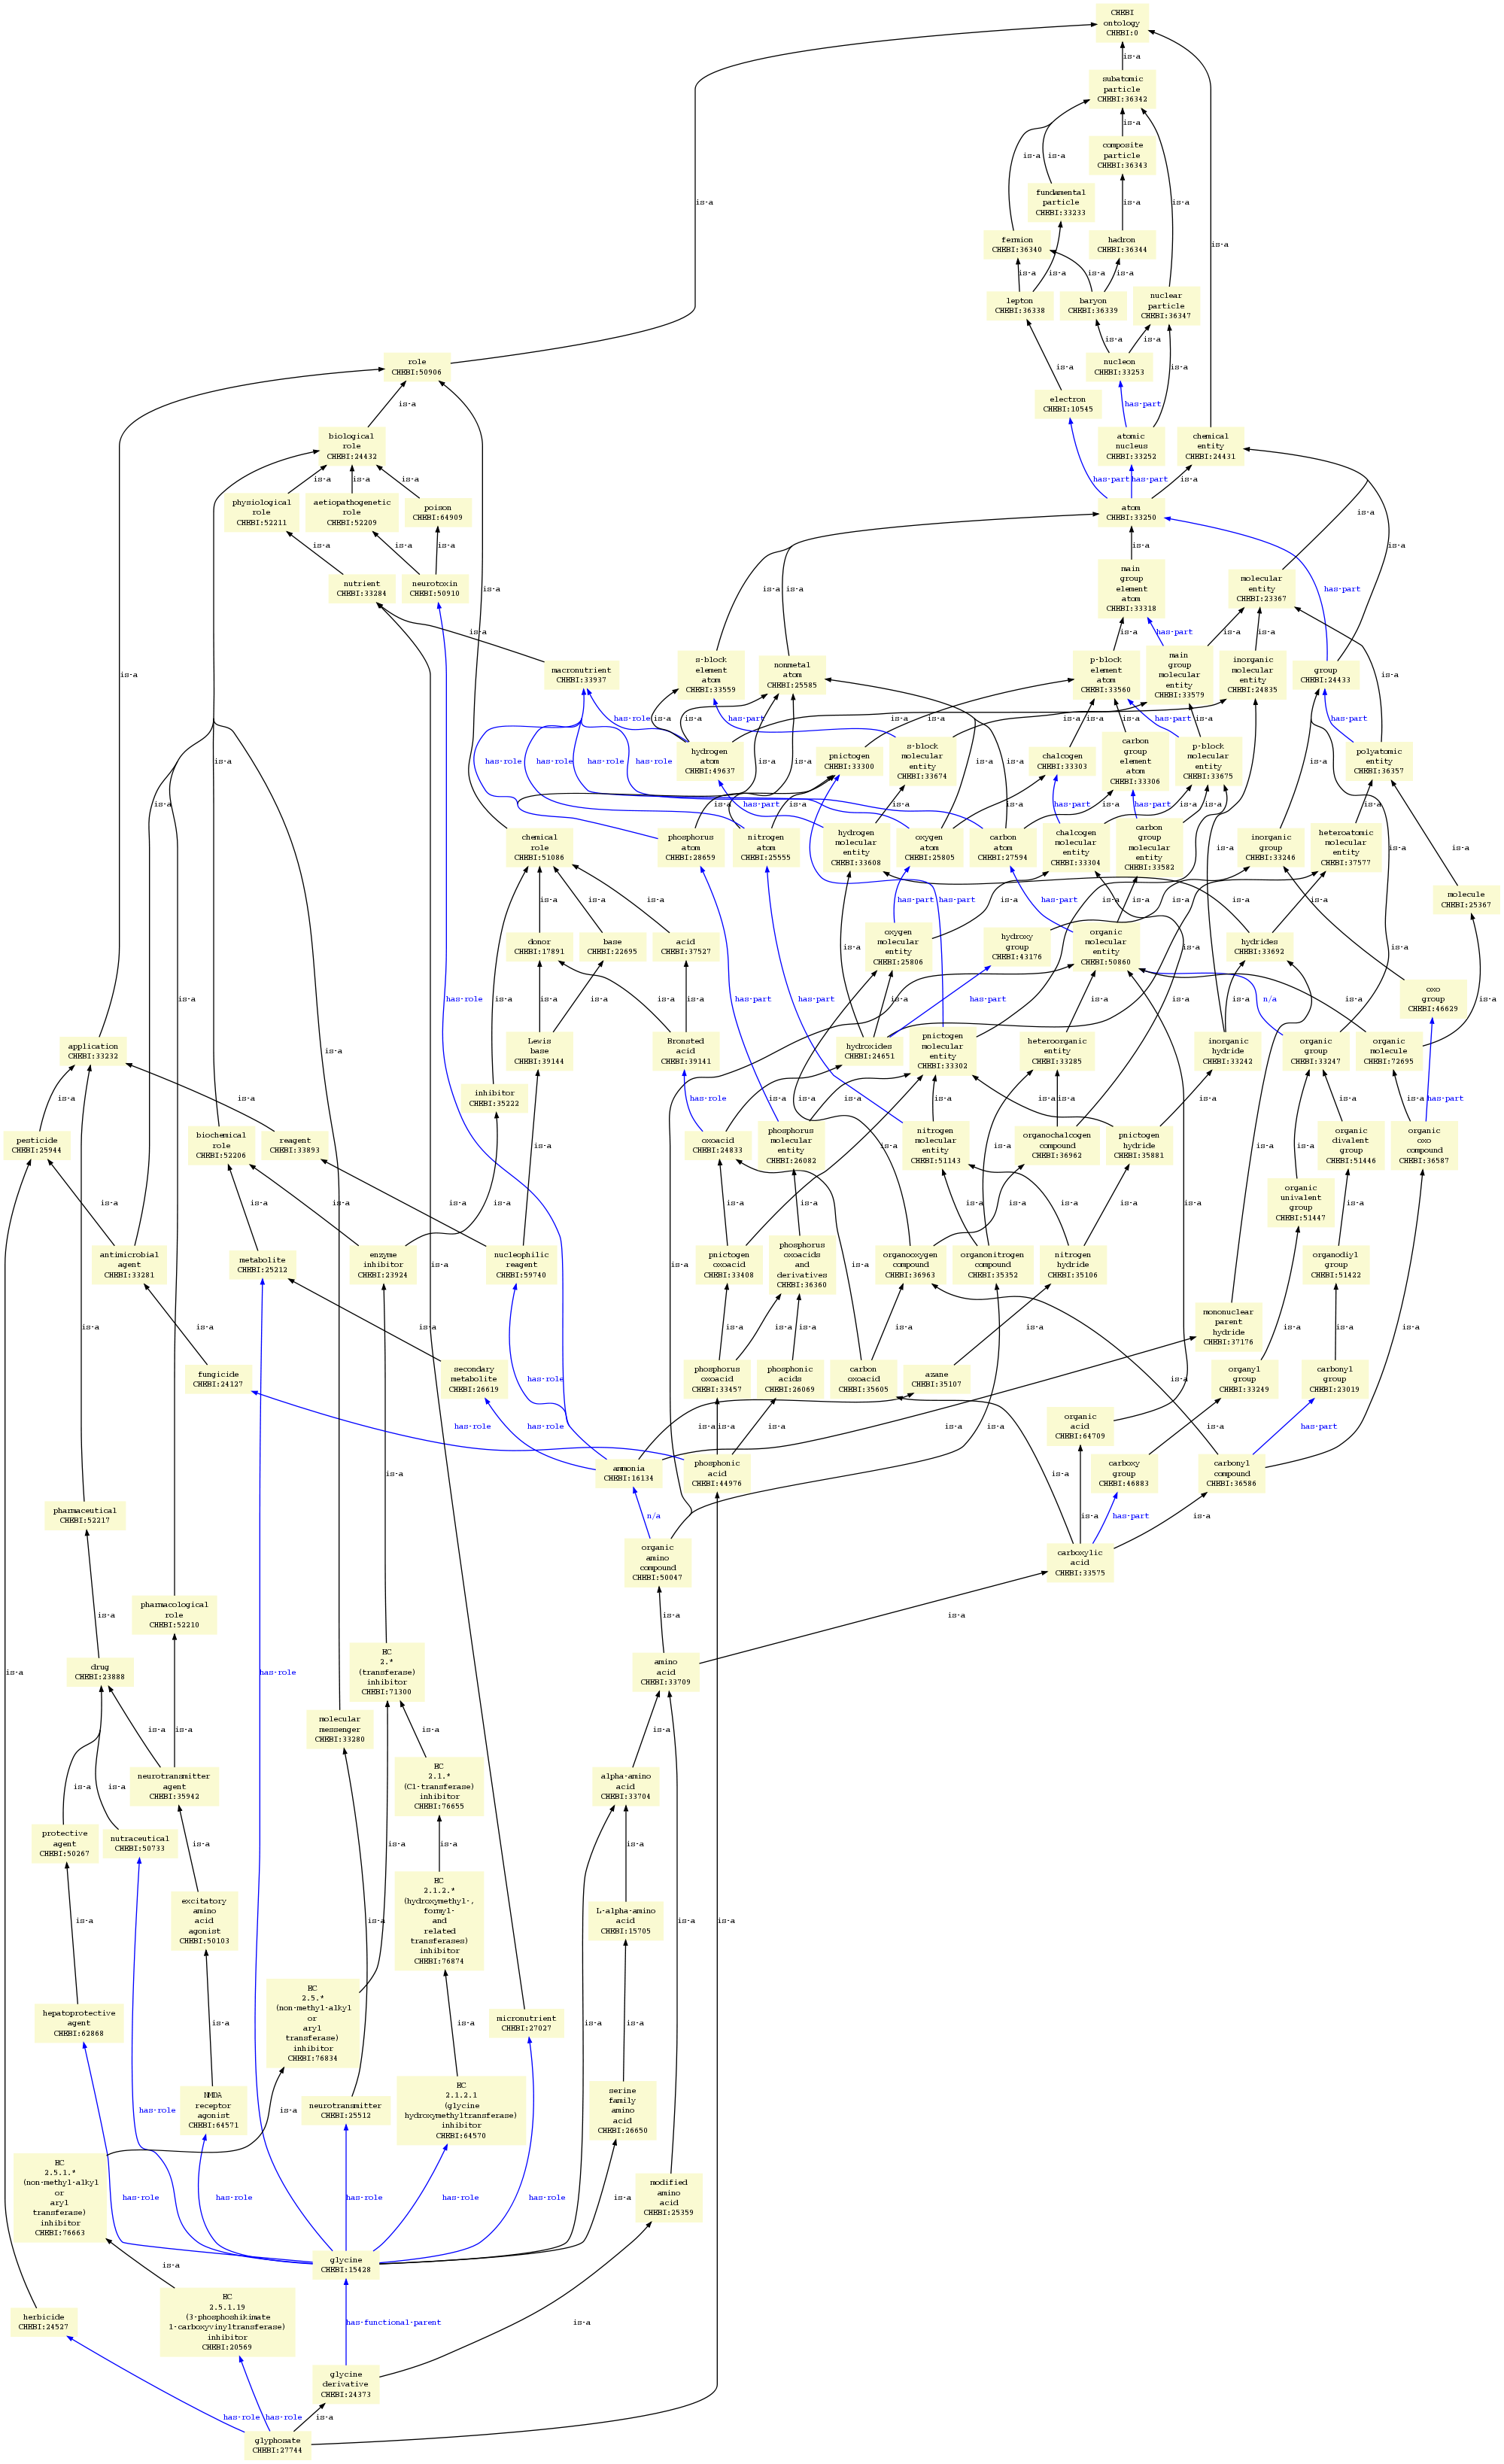 CHEBI
ontology
CHEBI:0
is-a
subatomic
particle
CHEBI:36342
is-a
composite
particle
CHEBI:36343
is-a
is-a
is-a
is-a
fundamental
particle
CHEBI:33233
is-a
fermion
CHEBI:36340
hadron
CHEBI:36344
is-a
is-a
is-a
is-a
is-a
lepton
CHEBI:36338
baryon
CHEBI:36339
nuclear
particle
CHEBI:36347
is-a
is-a
role
CHEBI:50906
is-a
nucleon
CHEBI:33253
is-a
is-a
electron
CHEBI:10545
has-part
biological
role
CHEBI:24432
atomic
nucleus
CHEBI:33252
chemical
entity
CHEBI:24431
is-a
is-a
is-a
has-part
has-part
is-a
is-a
physiological
role
CHEBI:52211
aetiopathogenetic
role
CHEBI:52209
poison
CHEBI:64909
atom
CHEBI:33250
is-a
is-a
is-a
is-a
is-a
nutrient
CHEBI:33284
neurotoxin
CHEBI:50910
is-a
is-a
is-a
main
group
element
atom
CHEBI:33318
molecular
entity
CHEBI:23367
has-part
is-a
is-a
is-a
has-part
is-a
is-a
macronutrient
CHEBI:33937
s-block
element
atom
CHEBI:33559
nonmetal
atom
CHEBI:25585
p-block
element
atom
CHEBI:33560
main
group
molecular
entity
CHEBI:33579
inorganic
molecular
entity
CHEBI:24835
group
CHEBI:24433
is-a
has-role
is-a
is-a
has-part
is-a
is-a
is-a
has-part
is-a
has-part
has-role
has-role
has-role
has-role
hydrogen
atom
CHEBI:49637
is-a
is-a
pnictogen
CHEBI:33300
s-block
molecular
entity
CHEBI:33674
is-a
chalcogen
CHEBI:33303
is-a
carbon
group
element
atom
CHEBI:33306
p-block
molecular
entity
CHEBI:33675
polyatomic
entity
CHEBI:36357
is-a
is-a
is-a
has-part
is-a
is-a
has-part
is-a
has-part
is-a
is-a
is-a
is-a
chemical
role
CHEBI:51086
phosphorus
atom
CHEBI:28659
nitrogen
atom
CHEBI:25555
hydrogen
molecular
entity
CHEBI:33608
oxygen
atom
CHEBI:25805
carbon
atom
CHEBI:27594
chalcogen
molecular
entity
CHEBI:33304
carbon
group
molecular
entity
CHEBI:33582
inorganic
group
CHEBI:33246
heteroatomic
molecular
entity
CHEBI:37577
is-a
molecule
CHEBI:25367
is-a
is-a
is-a
has-part
has-part
is-a
has-part
is-a
is-a
is-a
is-a
is-a
donor
CHEBI:17891
base
CHEBI:22695
acid
CHEBI:37527
oxygen
molecular
entity
CHEBI:25806
hydroxy
group
CHEBI:43176
organic
molecular
entity
CHEBI:50860
hydrides
CHEBI:33692
is-a
is-a
is-a
is-a
has-role
has-part
has-part
is-a
is-a
has-part
is-a
is-a
is-a
n/a
is-a
is-a
oxo
group
CHEBI:46629
application
CHEBI:33232
Lewis
base
CHEBI:39144
Bronsted
acid
CHEBI:39141
hydroxides
CHEBI:24651
pnictogen
molecular
entity
CHEBI:33302
heteroorganic
entity
CHEBI:33285
inorganic
hydride
CHEBI:33242
organic
group
CHEBI:33247
organic
molecule
CHEBI:72695
is-a
is-a
inhibitor
CHEBI:35222
has-role
is-a
is-a
is-a
is-a
is-a
is-a
is-a
is-a
has-part
pesticide
CHEBI:25944
biochemical
role
CHEBI:52206
reagent
CHEBI:33893
is-a
oxoacid
CHEBI:24833
phosphorus
molecular
entity
CHEBI:26082
nitrogen
molecular
entity
CHEBI:51143
organochalcogen
compound
CHEBI:36962
pnictogen
hydride
CHEBI:35881
is-a
is-a
organic
divalent
group
CHEBI:51446
organic
oxo
compound
CHEBI:36587
is-a
is-a
is-a
is-a
is-a
is-a
is-a
is-a
is-a
is-a
is-a
is-a
organic
univalent
group
CHEBI:51447
is-a
antimicrobial
agent
CHEBI:33281
metabolite
CHEBI:25212
enzyme
inhibitor
CHEBI:23924
nucleophilic
reagent
CHEBI:59740
is-a
pnictogen
oxoacid
CHEBI:33408
phosphorus
oxoacids
and
derivatives
CHEBI:36360
is-a
organooxygen
compound
CHEBI:36963
organonitrogen
compound
CHEBI:35352
nitrogen
hydride
CHEBI:35106
organodiyl
group
CHEBI:51422
is-a
is-a
is-a
is-a
is-a
is-a
is-a
mononuclear
parent
hydride
CHEBI:37176
is-a
is-a
is-a
fungicide
CHEBI:24127
secondary
metabolite
CHEBI:26619
has-role
phosphorus
oxoacid
CHEBI:33457
phosphonic
acids
CHEBI:26069
carbon
oxoacid
CHEBI:35605
azane
CHEBI:35107
is-a
organyl
group
CHEBI:33249
carbonyl
group
CHEBI:23019
has-role
has-role
is-a
is-a
is-a
is-a
is-a
organic
acid
CHEBI:64709
is-a
has-part
is-a
ammonia
CHEBI:16134
phosphonic
acid
CHEBI:44976
is-a
carboxy
group
CHEBI:46883
carbonyl
compound
CHEBI:36586
pharmaceutical
CHEBI:52217
n/a
is-a
has-part
is-a
organic
amino
compound
CHEBI:50047
carboxylic
acid
CHEBI:33575
is-a
pharmacological
role
CHEBI:52210
is-a
is-a
is-a
has-role
drug
CHEBI:23888
EC
2.*
(transferase)
inhibitor
CHEBI:71300
amino
acid
CHEBI:33709
is-a
is-a
molecular
messenger
CHEBI:33280
is-a
is-a
is-a
is-a
neurotransmitter
agent
CHEBI:35942
EC
2.1.*
(C1-transferase)
inhibitor
CHEBI:76655
alpha-amino
acid
CHEBI:33704
protective
agent
CHEBI:50267
nutraceutical
CHEBI:50733
is-a
is-a
is-a
is-a
is-a
is-a
excitatory
amino
acid
agonist
CHEBI:50103
is-a
EC
2.1.2.*
(hydroxymethyl-,
formyl-
and
related
transferases)
inhibitor
CHEBI:76874
L-alpha-amino
acid
CHEBI:15705
is-a
is-a
hepatoprotective
agent
CHEBI:62868
is-a
EC
2.5.*
(non-methyl-alkyl
or
aryl
transferase)
inhibitor
CHEBI:76834
is-a
micronutrient
CHEBI:27027
is-a
is-a
has-role
NMDA
receptor
agonist
CHEBI:64571
is-a
neurotransmitter
CHEBI:25512
EC
2.1.2.1
(glycine
hydroxymethyltransferase)
inhibitor
CHEBI:64570
serine
family
amino
acid
CHEBI:26650
EC
2.5.1.*
(non-methyl-alkyl
or
aryl
transferase)
inhibitor
CHEBI:76663
has-role
has-role
has-role
has-role
has-role
is-a
modified
amino
acid
CHEBI:25359
is-a
glycine
CHEBI:15428
herbicide
CHEBI:24527
EC
2.5.1.19
(3-phosphoshikimate
1-carboxyvinyltransferase)
inhibitor
CHEBI:20569
has-functional-parent
is-a
glycine
derivative
CHEBI:24373
has-role
has-role
is-a
glyphosate
CHEBI:27744